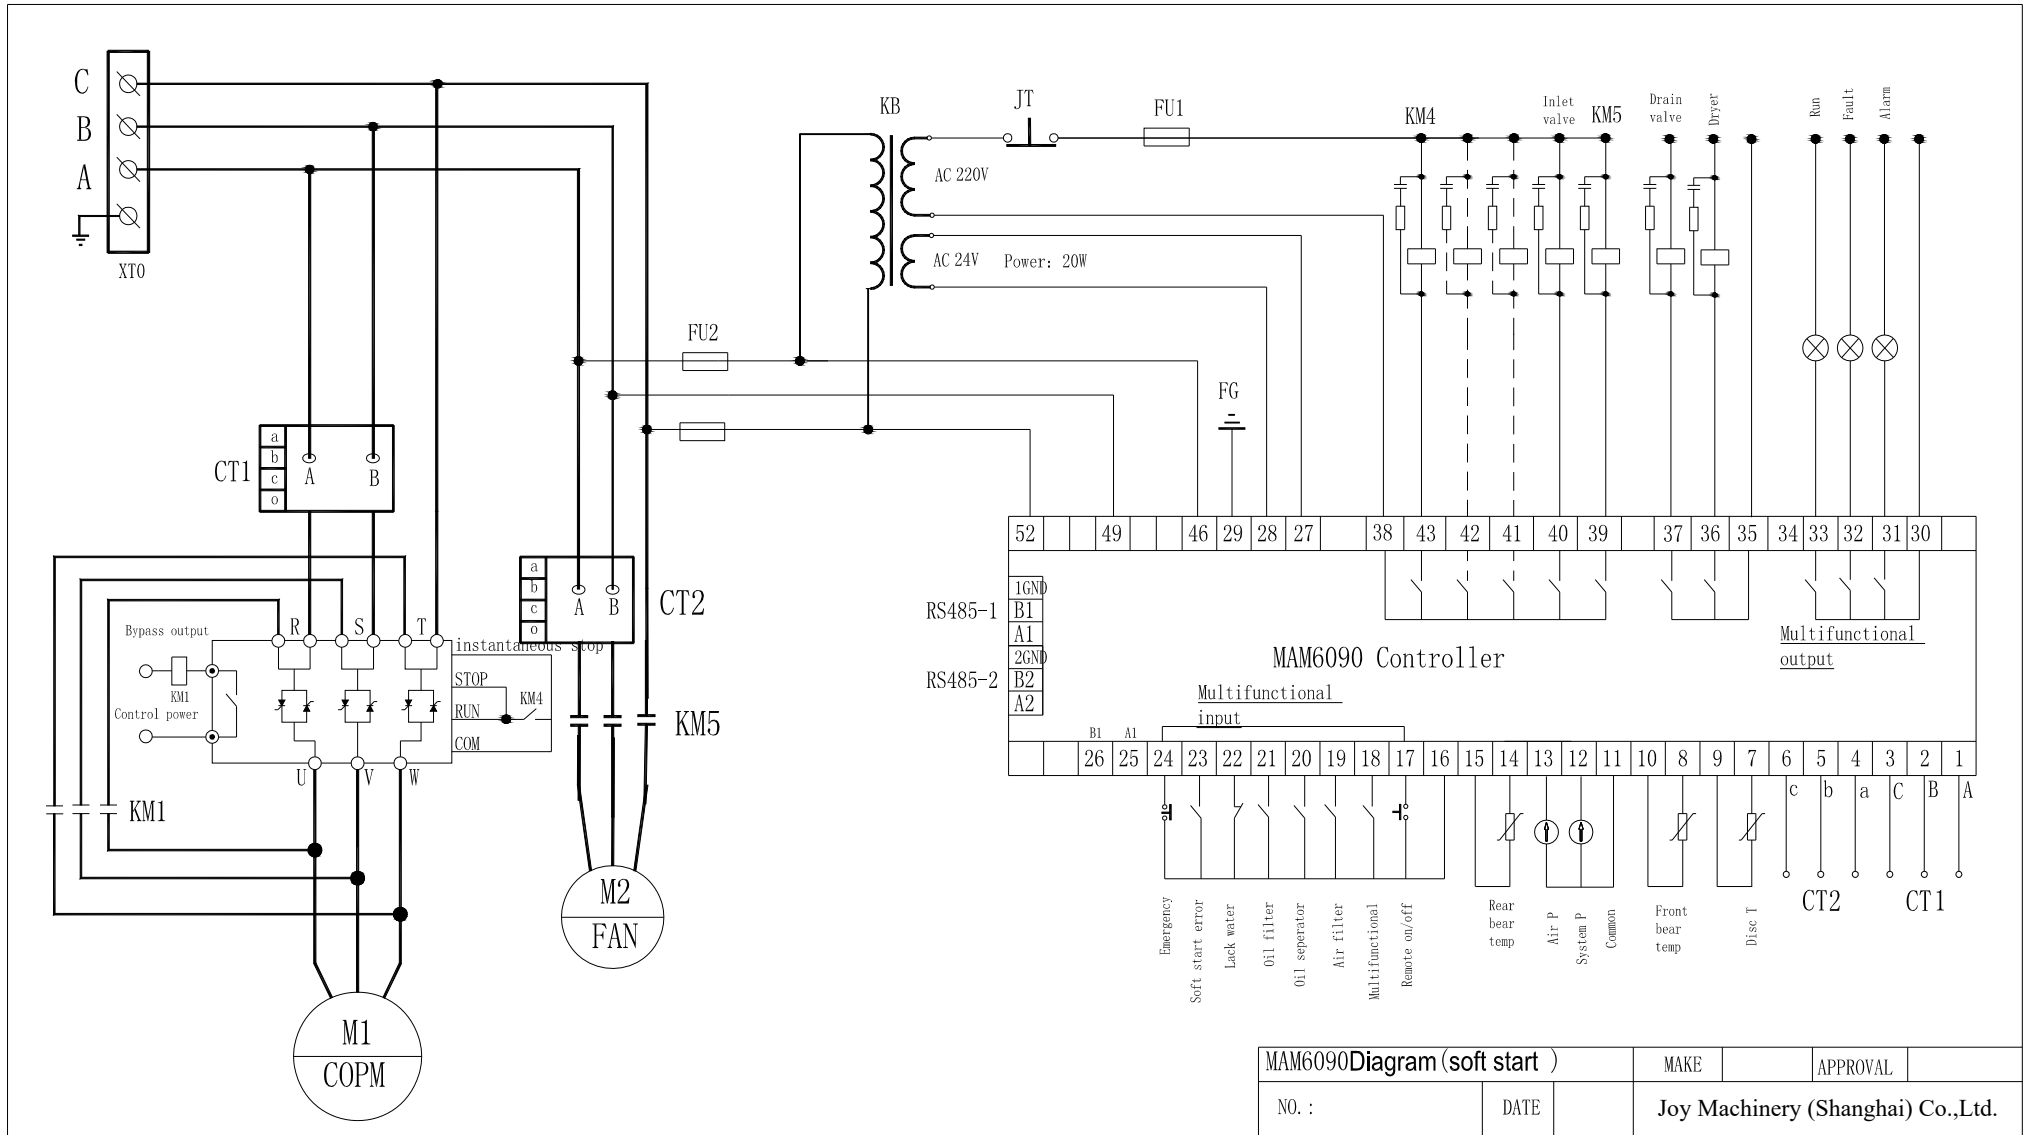 C
B
A
XTO
KB
JT
FU1
AC 220V
AC 24V
Power: 20W
KM4
Inlet
valve
KM5
Drain
valve
Dryer
Run
Fault
Alarm
FU2
FG
CT1
a
b
c
o
A
B
CT2
a
b
c
o
A
B
Bypass output
KM1
Control power
R
S
T
instantaneous stop
STOP
RUN
COM
KM4
U
V
W
KM1
KM5
M1
COPM
M2
FAN
52
49
46
29
28
27
38
43
42
41
40
39
37
36
35
34
33
32
31
30
RS485-1
1GND
B1
A1
RS485-2
2GND
B2
A2
MAM6090 Controller
Multifunctional
output
Multifunctional
input
B1
A1
26
25
24
23
22
21
20
19
18
17
16
15
14
13
12
11
10
8
9
7
6
5
4
3
2
1
c
b
a
C
B
A
CT2
CT1
Emergency
Soft start error
Lack water
Oil filter
Oil seperator
Air filter
Multifunctional
Remote on/off
Rear
bear
temp
Air P
System P
Common
Front
bear
temp
Disc T
MAM6090Diagram(soft start )
MAKE
APPROVAL
NO.:
DATE
Joy Machinery (Shanghai) Co.,Ltd.